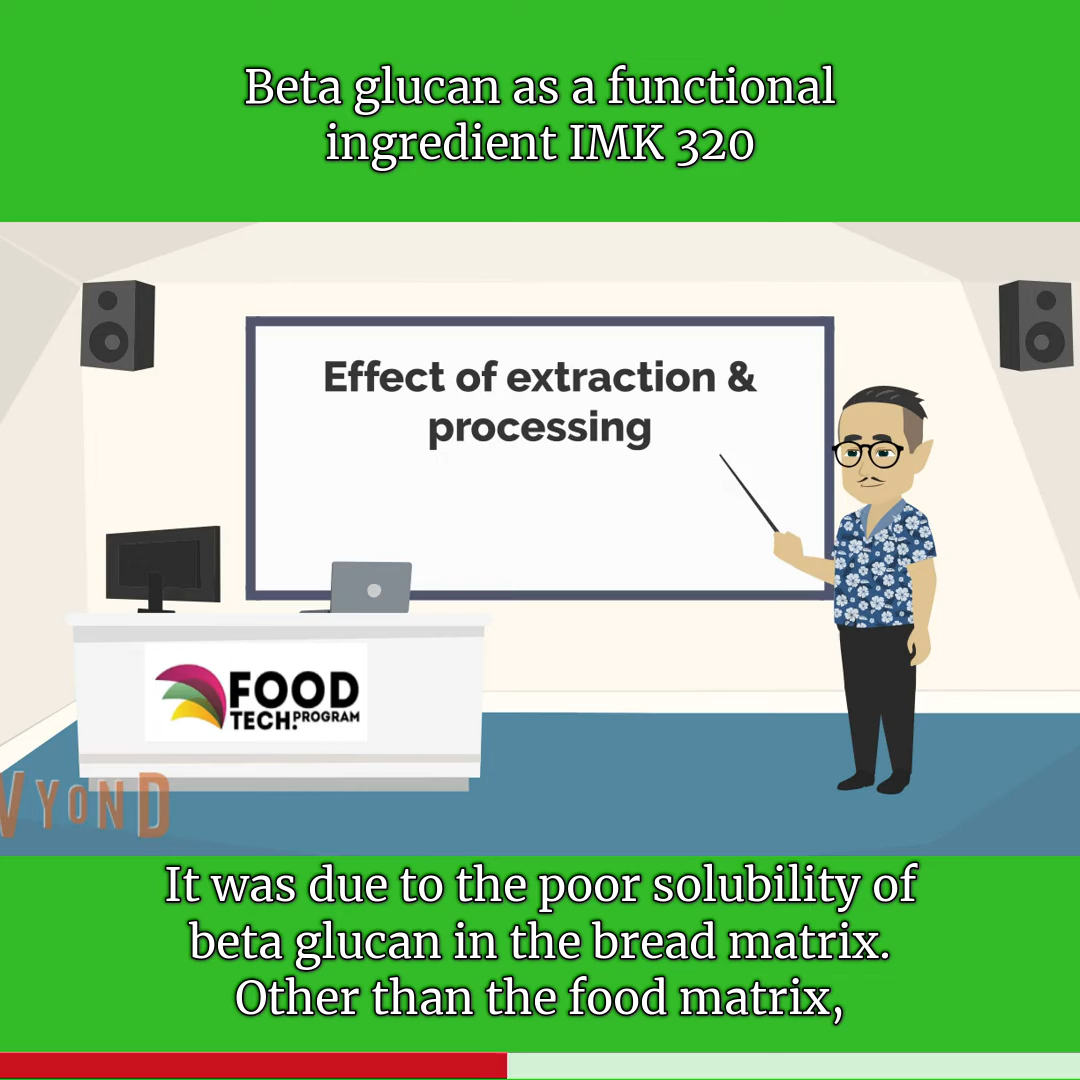 Beta glucan as a functional
ingredient IMK 320
Effect of extraction &
processing
FOOD
TECH. PROGRAM
VYOND
It was due to the poor solubility of
beta glucan in the bread matrix.
Other than the food matrix,